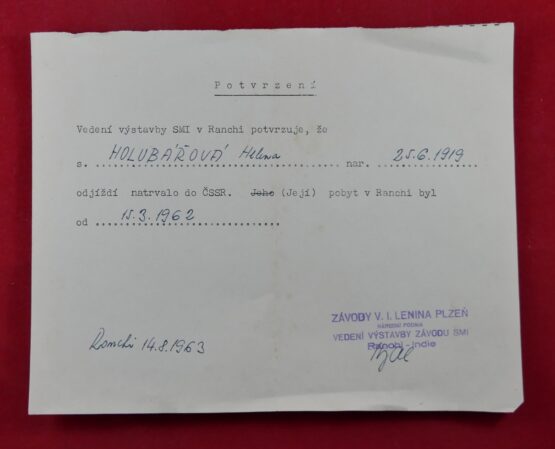 Potvrzení
Vedení výstavby SMI v Ranchi potvrzuje, že
s. HOLUBÁŘOVÁ Helena nar. 25.6.1919
odjíždí natrvalo do ČSSR. Jeho (Její) pobyt v Ranchi byl
od 15.3.1962
ZÁVODY V. I. LENINA PLZEŇ
NÁRODNÍ PODNIK
VEDENÍ VÝSTAVBY ZÁVODU SMI
Ranchi - Indie
Ranchi 14.8.1963